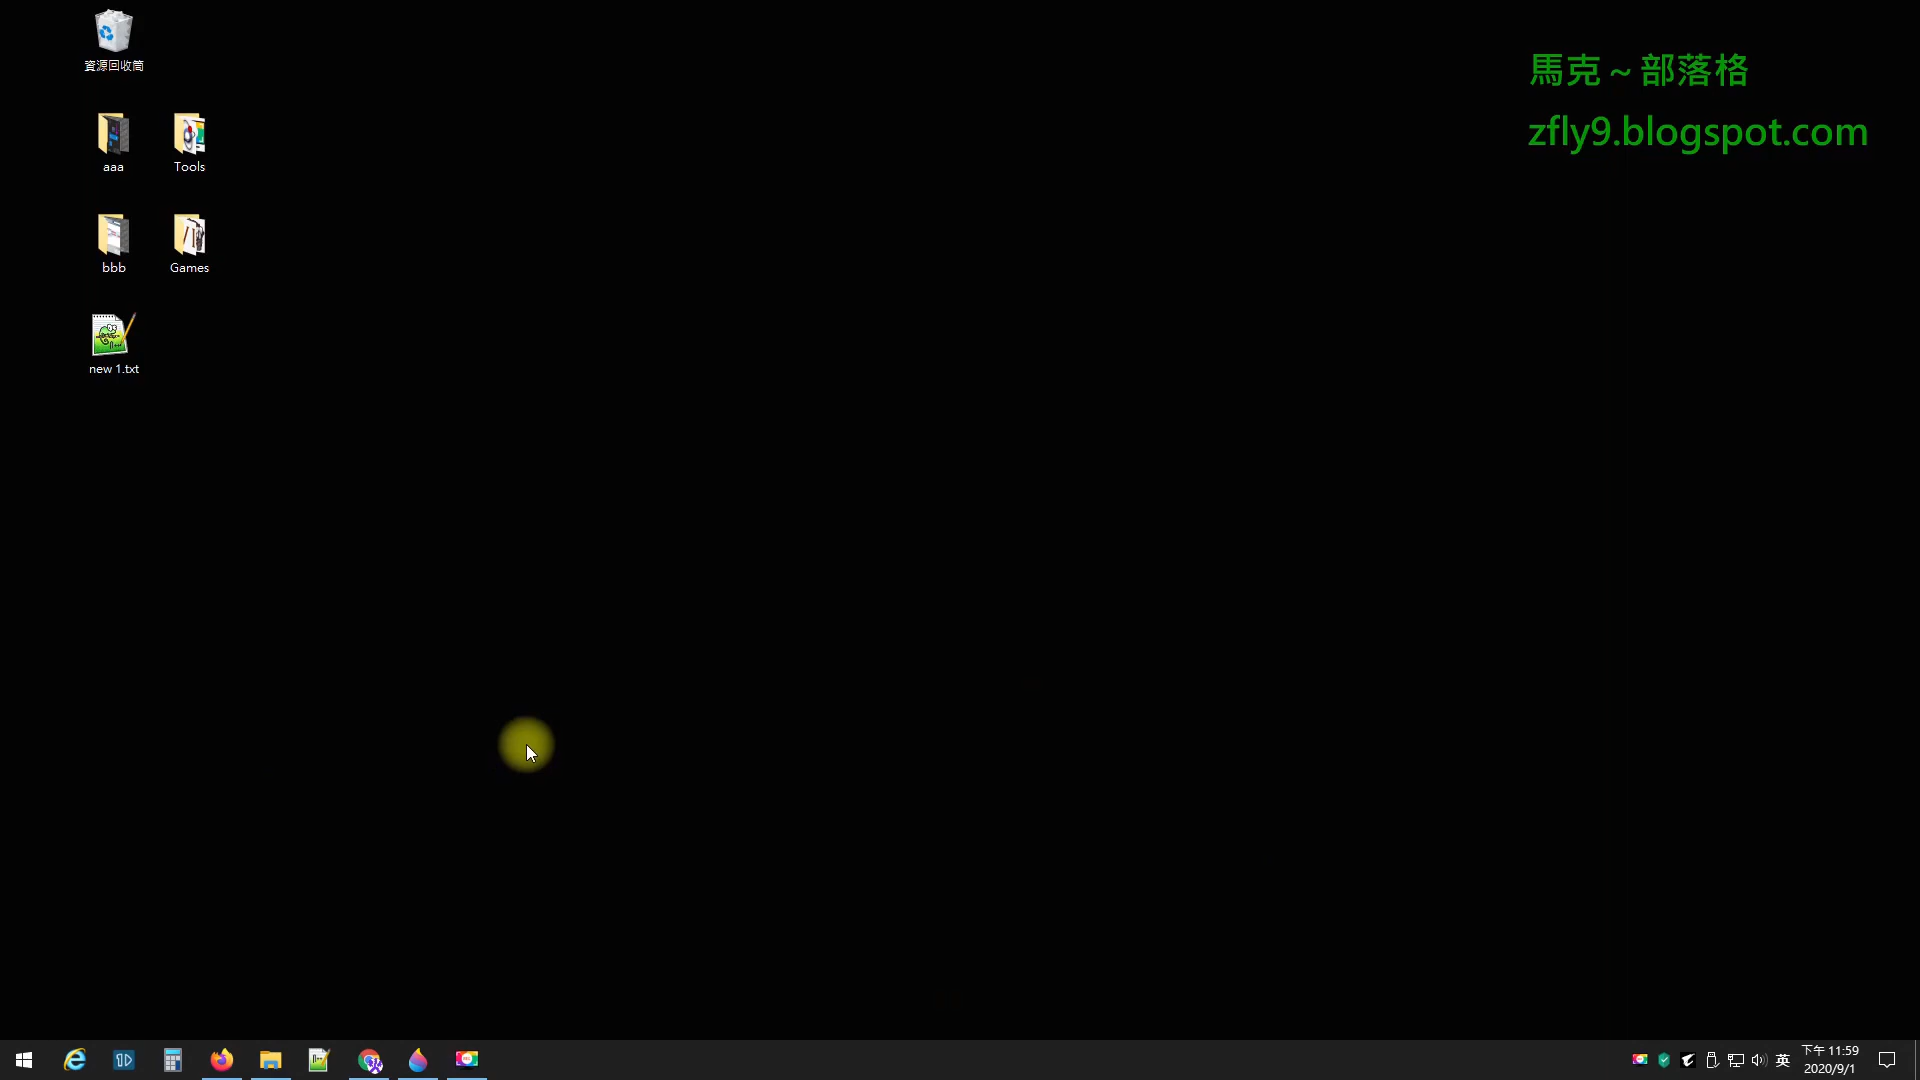 資源回收筒
馬克～部落格
zfly9.blogspot.com
aaa
Tools
bbb
Games
new 1.txt
英
下午 11:59
2020/9/1